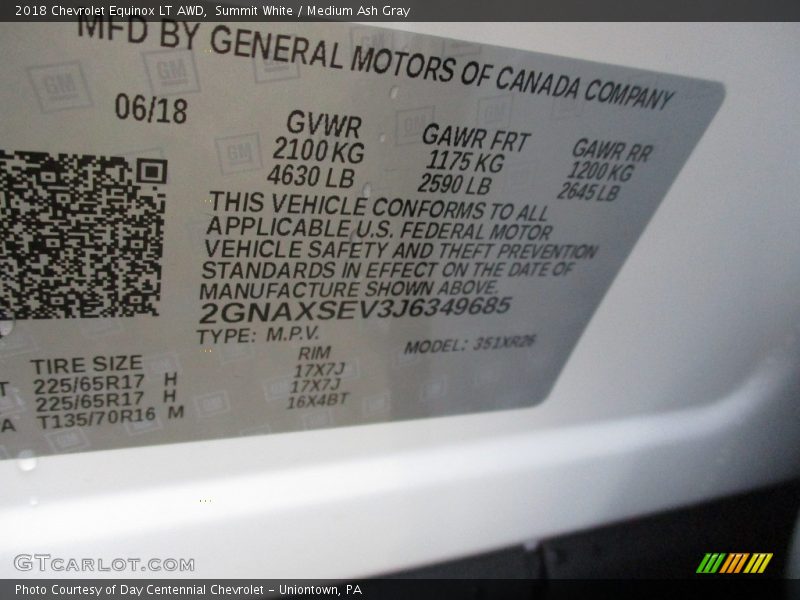 2018 Chevrolet Equinox LT AWD, Summit White / Medium Ash Gray
MFD BY GENERAL MOTORS OF CANADA COMPANY
06/18
GVWR GAWR FRT GAWR RR
2100 KG 1175 KG 1200 KG
4630 LB 2590 LB 2645 LB
THIS VEHICLE CONFORMS TO ALL
APPLICABLE U.S. FEDERAL MOTOR
VEHICLE SAFETY AND THEFT PREVENTION
STANDARDS IN EFFECT ON THE DATE OF
MANUFACTURE SHOWN ABOVE.
2GNAXSEV3J6349685
TYPE: M.P.V. MODEL: 351XR26
TIRE SIZE RIM
T 225/65R17 H 17X7J
225/65R17 H 17X7J
A T135/70R16 M 16X4BT
GTcarlot.com
Photo Courtesy of Day Centennial Chevrolet - Uniontown, PA